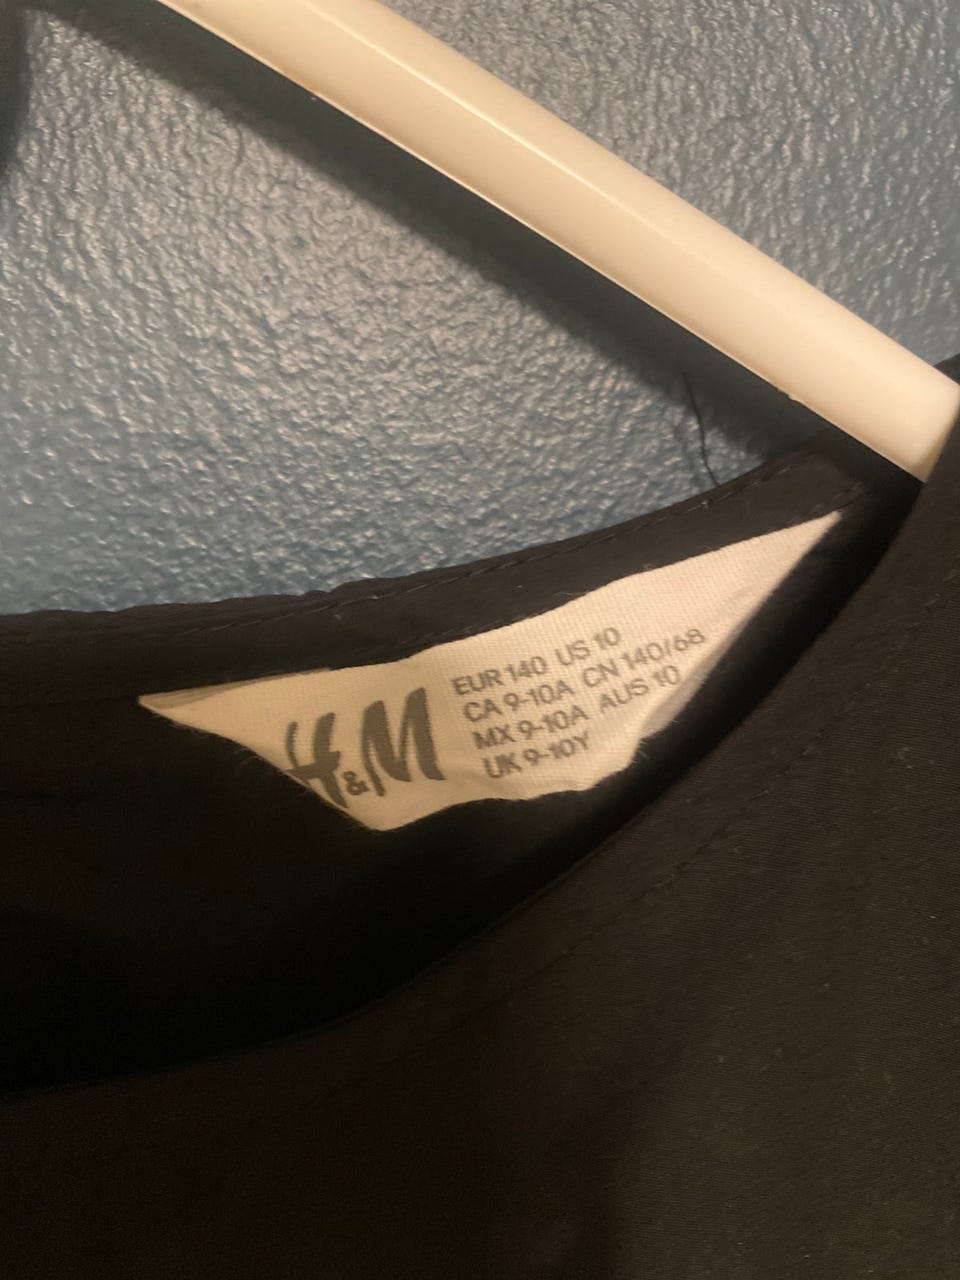 H&M
EUR 140 US 10
CA 9-10A CN 140/68
MX 9-10A AUS 10
UK 9-10Y